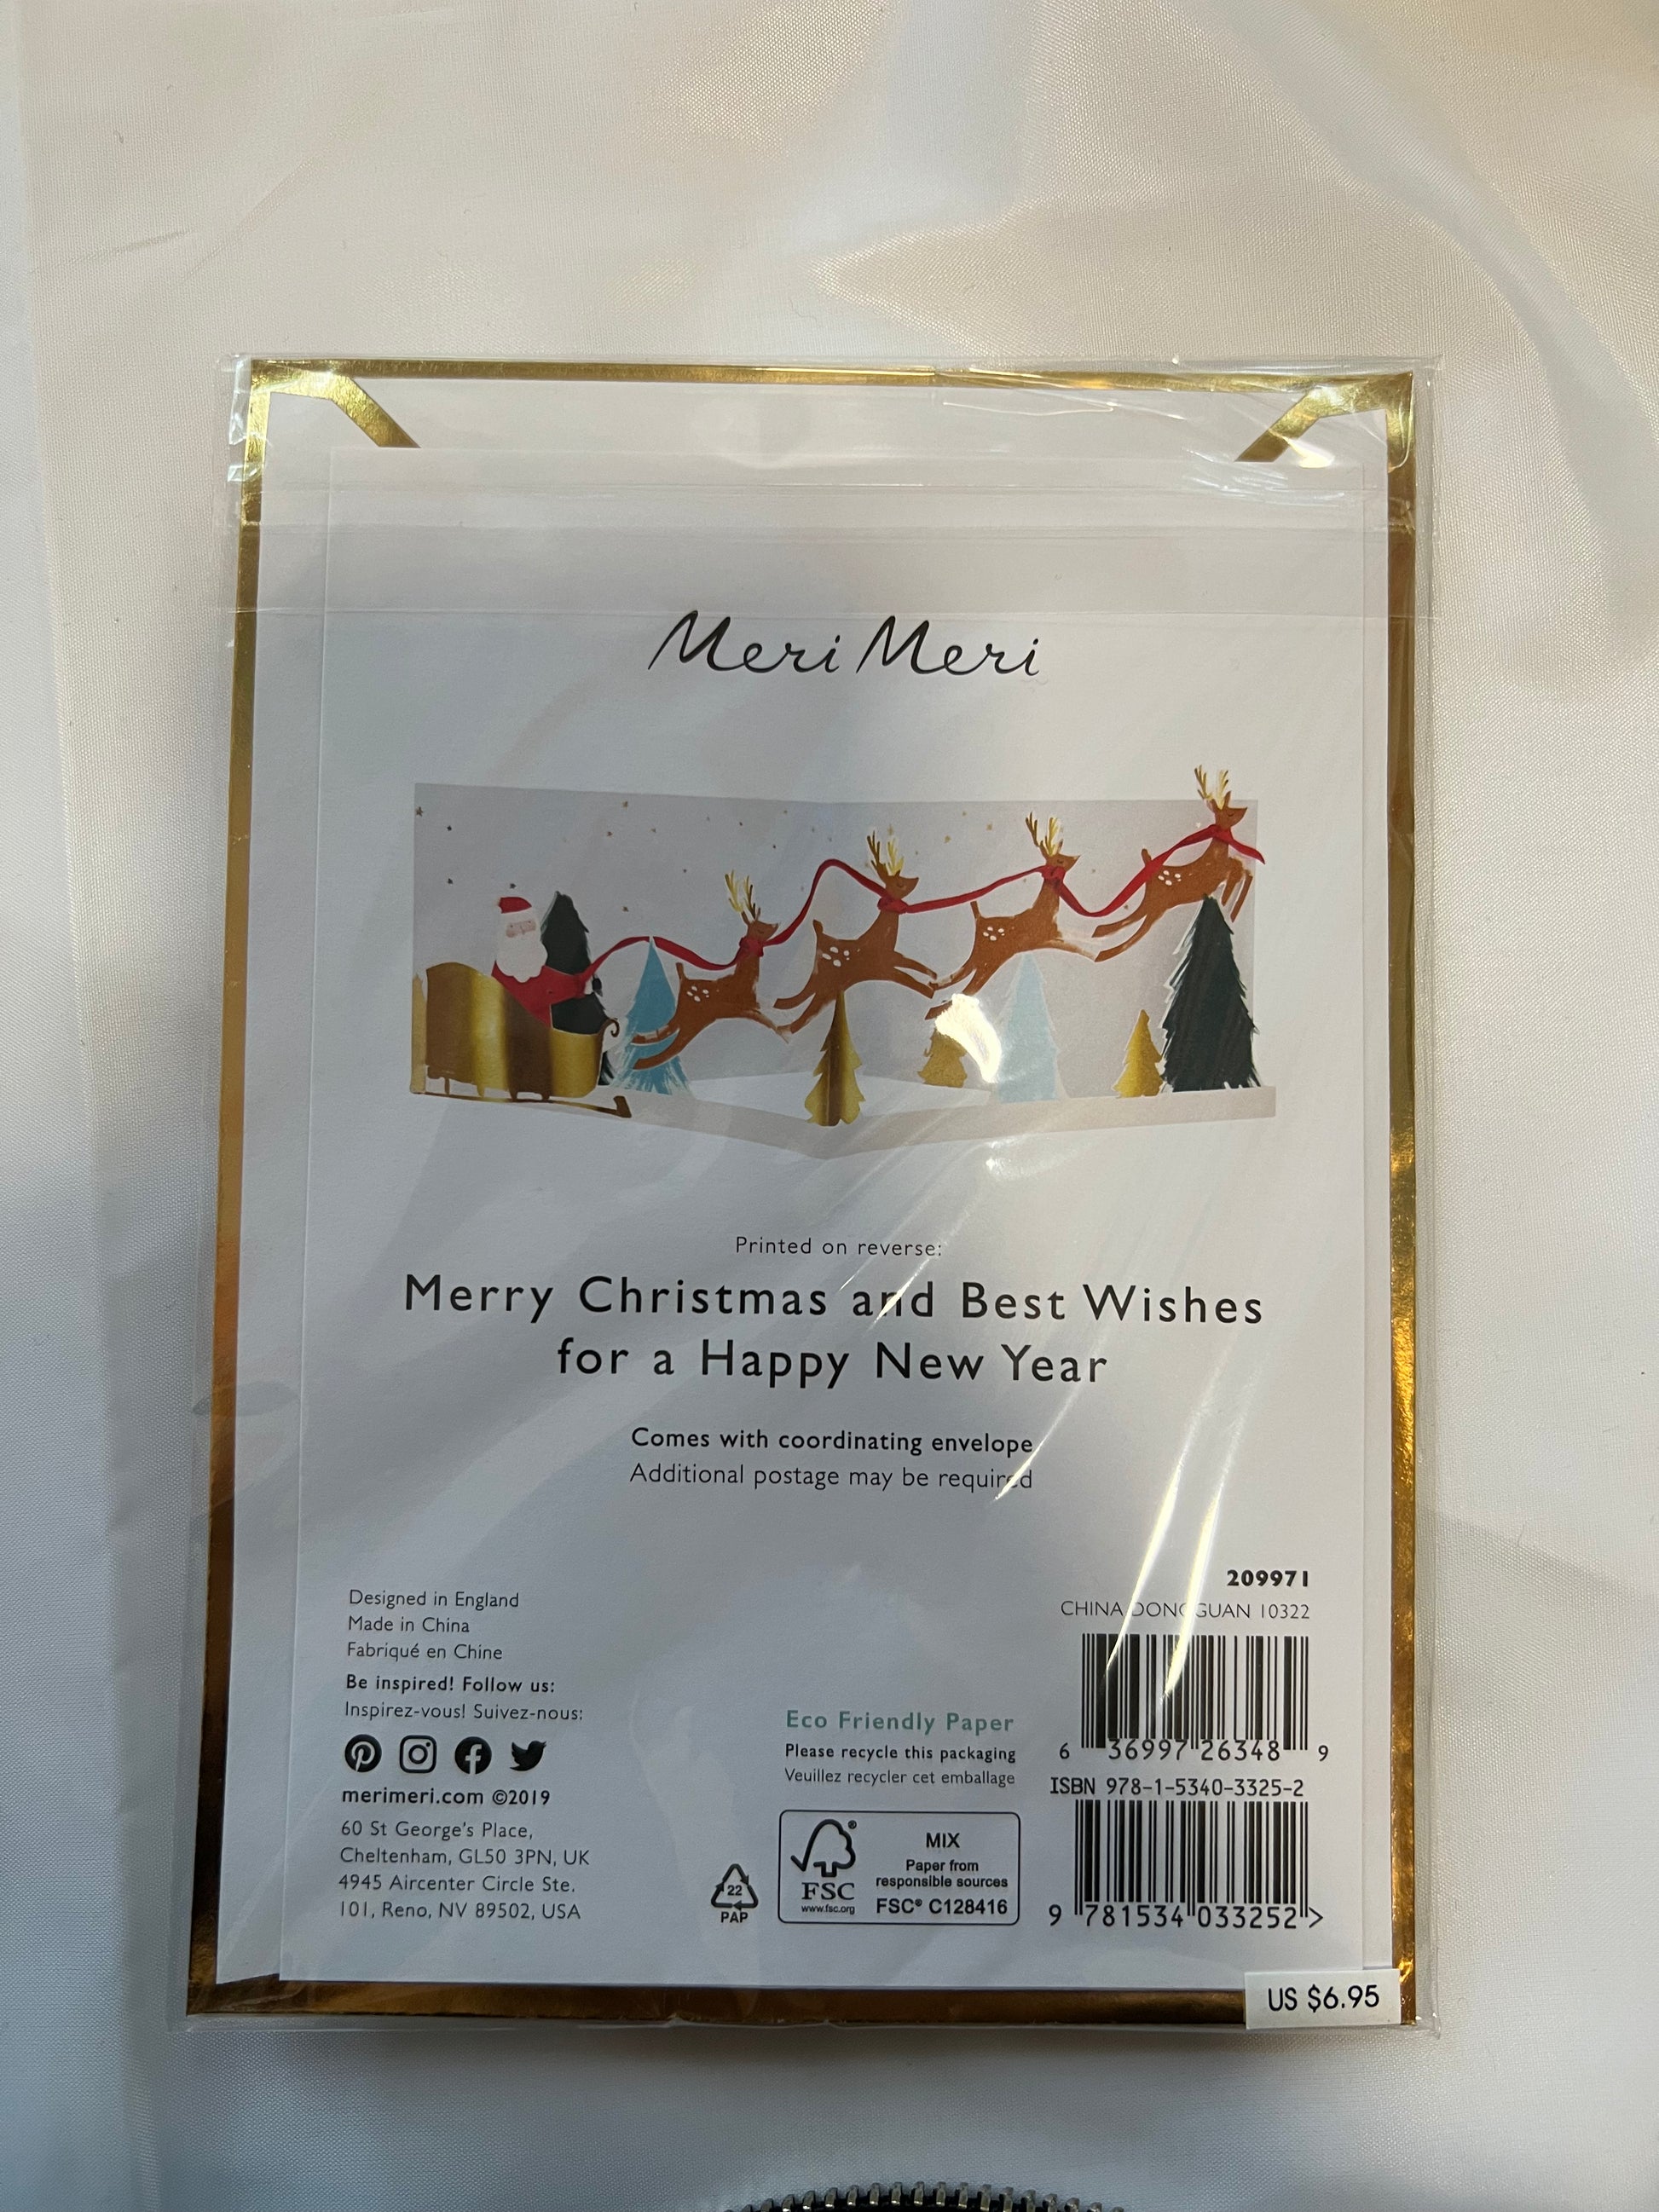 Meri Meri
Printed on reverse:
Merry Christmas and Best Wishes
for a Happy New Year
Comes with coordinating envelope
Additional postage may be required
Designed in England
Made in China
Fabriqué en Chine
Be inspired! Follow us:
Inspirez-vous! Suivez-nous:
merimeri.com ©2019
60 St George's Place,
Cheltenham, GL50 3PN, UK
4945 Aircenter Circle Ste.
101, Reno, NV 89502, USA
22
PAP
Eco Friendly Paper
Please recycle this packaging
Veuillez recycler cet emballage
FSC®
www.fsc.org
MIX
Paper from
responsible sources
FSC® C128416
209971
CHINA DONGGUAN 10322
6 36997 26348 9
ISBN 978-1-5340-3325-2
9 781534 033252 >
US $6.95